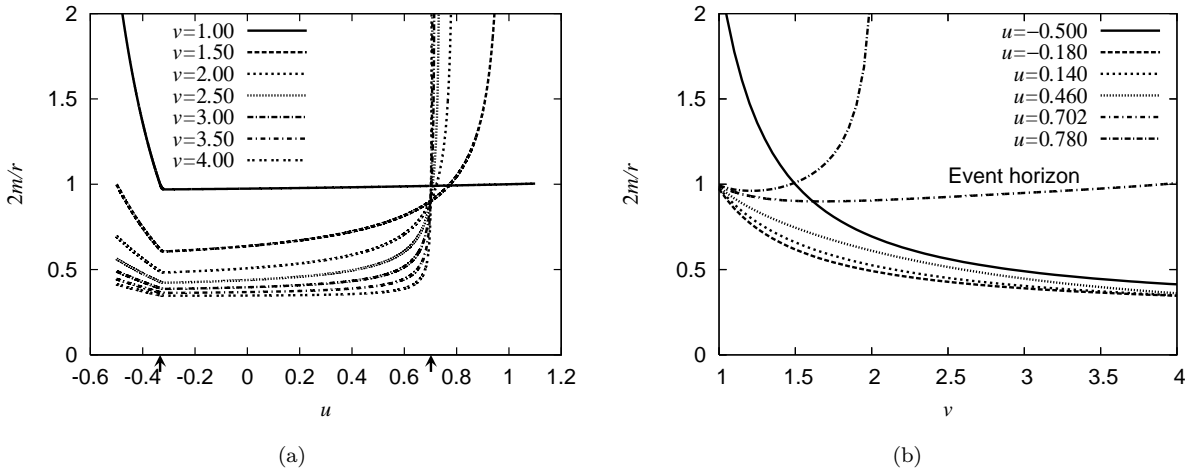 2
1.5
1
0.5
0
2m/r
v=1.00
v=1.50
v=2.00
v=2.50
v=3.00
v=3.50
v=4.00
-0.6 -0.4 -0.2 0 0.2 0.4 0.6 0.8 1 1.2
u
(a)
2
1.5
1
0.5
0
2m/r
u=−0.500
u=−0.180
u=0.140
u=0.460
u=0.702
u=0.780
Event horizon
1 1.5 2 2.5 3 3.5 4
v
(b)